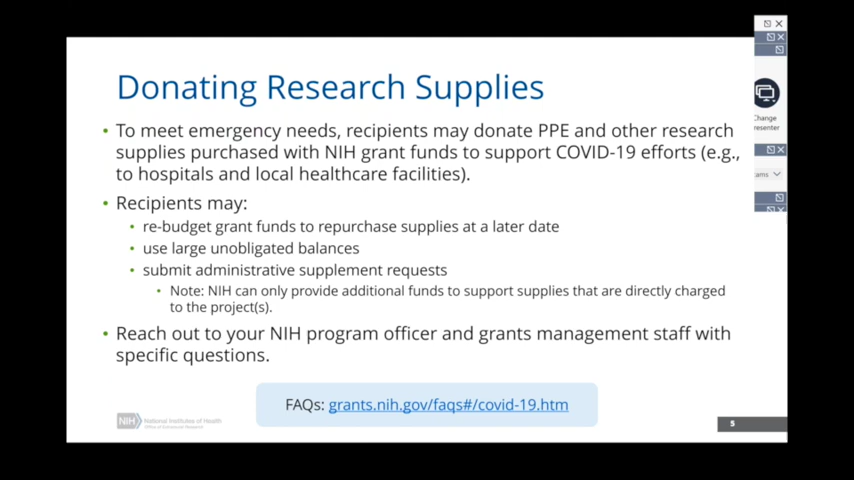 Donating Research Supplies
• To meet emergency needs, recipients may donate PPE and other research
supplies purchased with NIH grant funds to support COVID-19 efforts (e.g.,
to hospitals and local healthcare facilities).
• Recipients may:
• re-budget grant funds to repurchase supplies at a later date
• use large unobligated balances
• submit administrative supplement requests
• Note: NIH can only provide additional funds to support supplies that are directly charged
to the project(s).
• Reach out to your NIH program officer and grants management staff with
specific questions.
FAQs: grants.nih.gov/faqs#/covid-19.htm
NIH National Institutes of Health
Office of Extramural Research
5
Change
resenter
ams